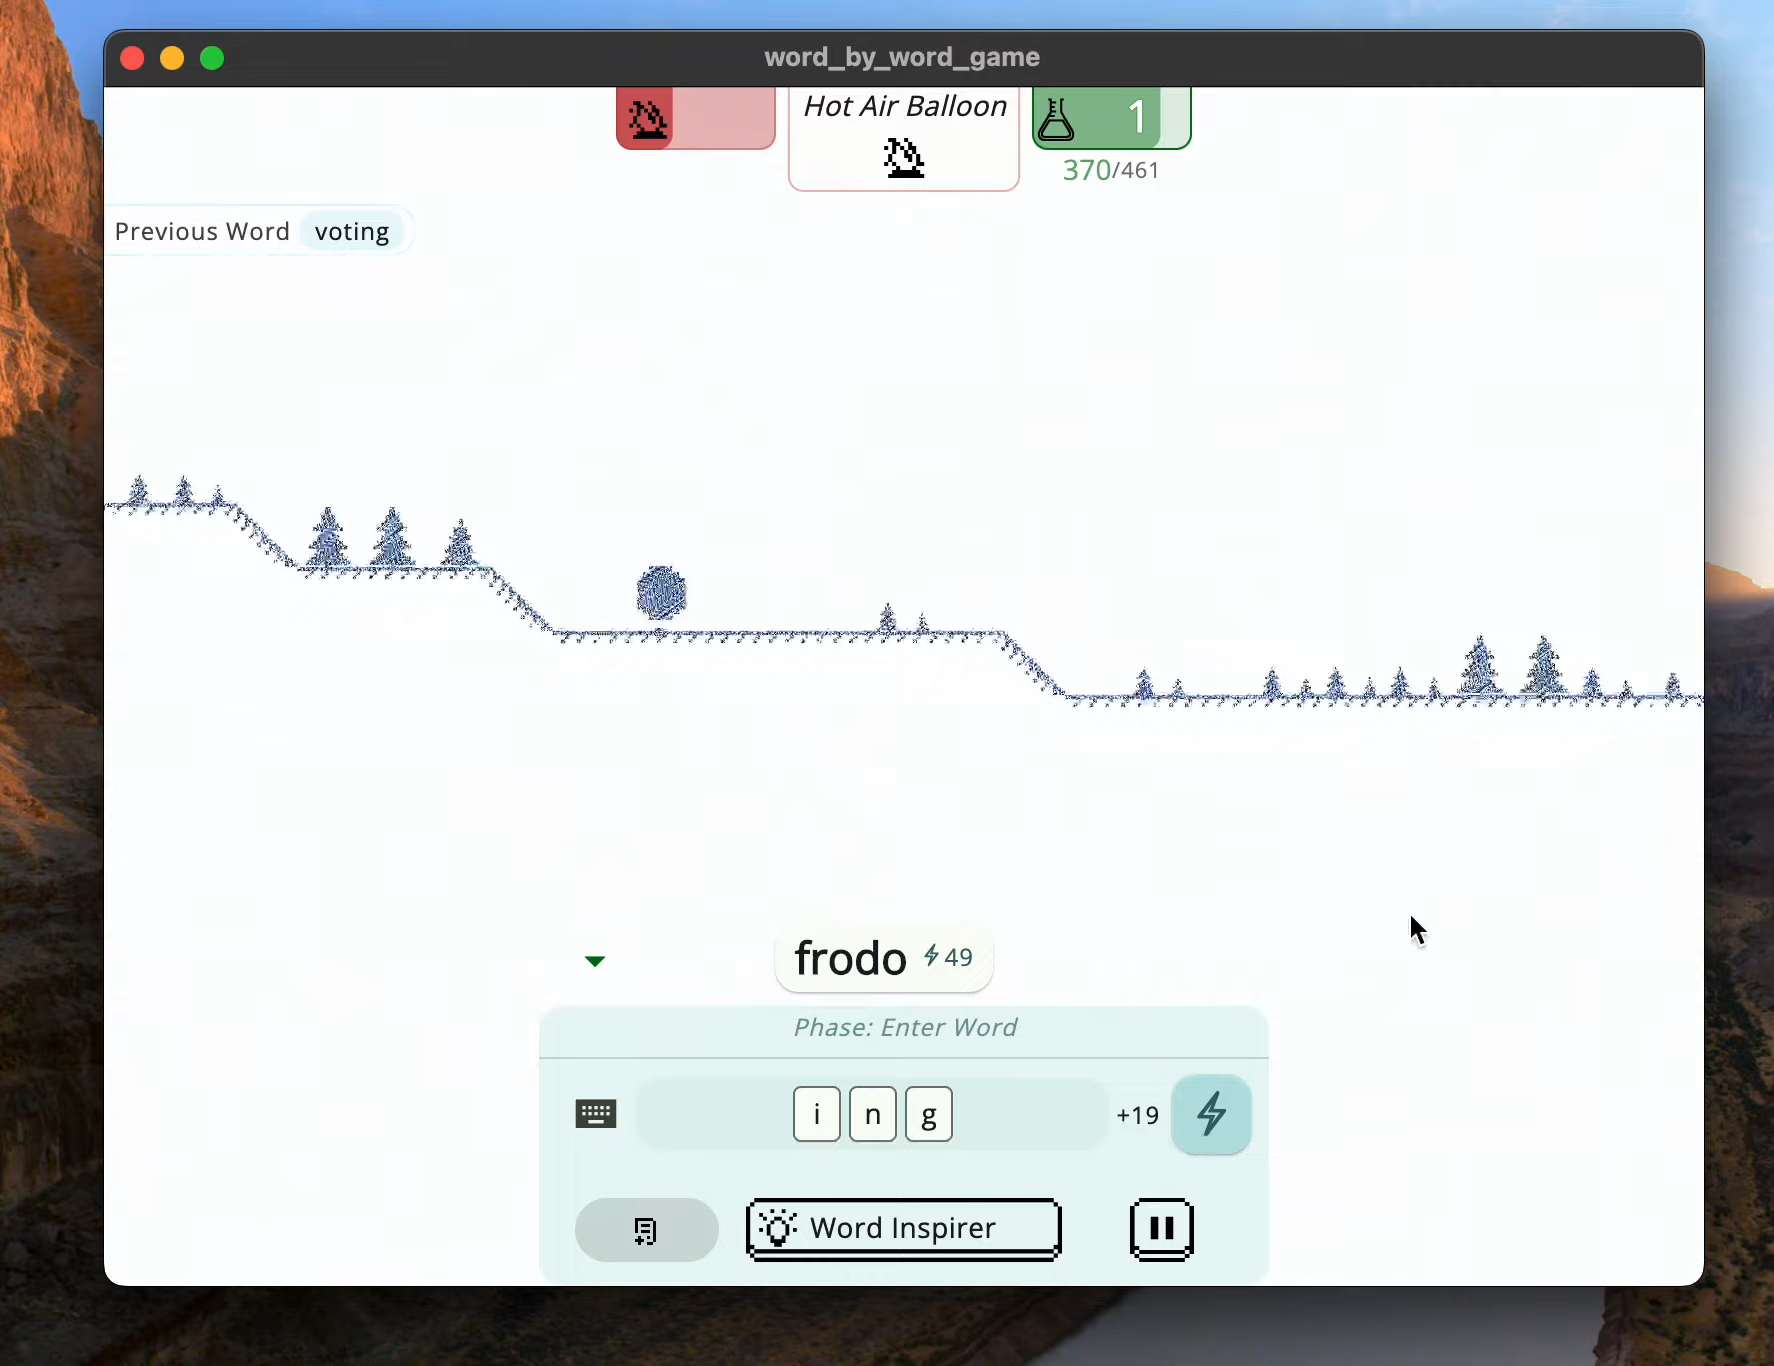 word_by_word_game
Hot Air Balloon
1
370/461
Previous Word voting
frodo 49
Phase: Enter Word
i n g +19
Word Inspirer